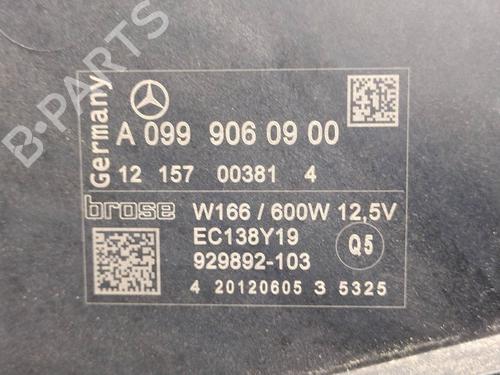 B-PARTS
Germany
A 099 906 09 00
12 157 00381 4
brose
W166 / 600W 12,5V
EC138Y19
929892-103
Q5
4 20120605 3 5325